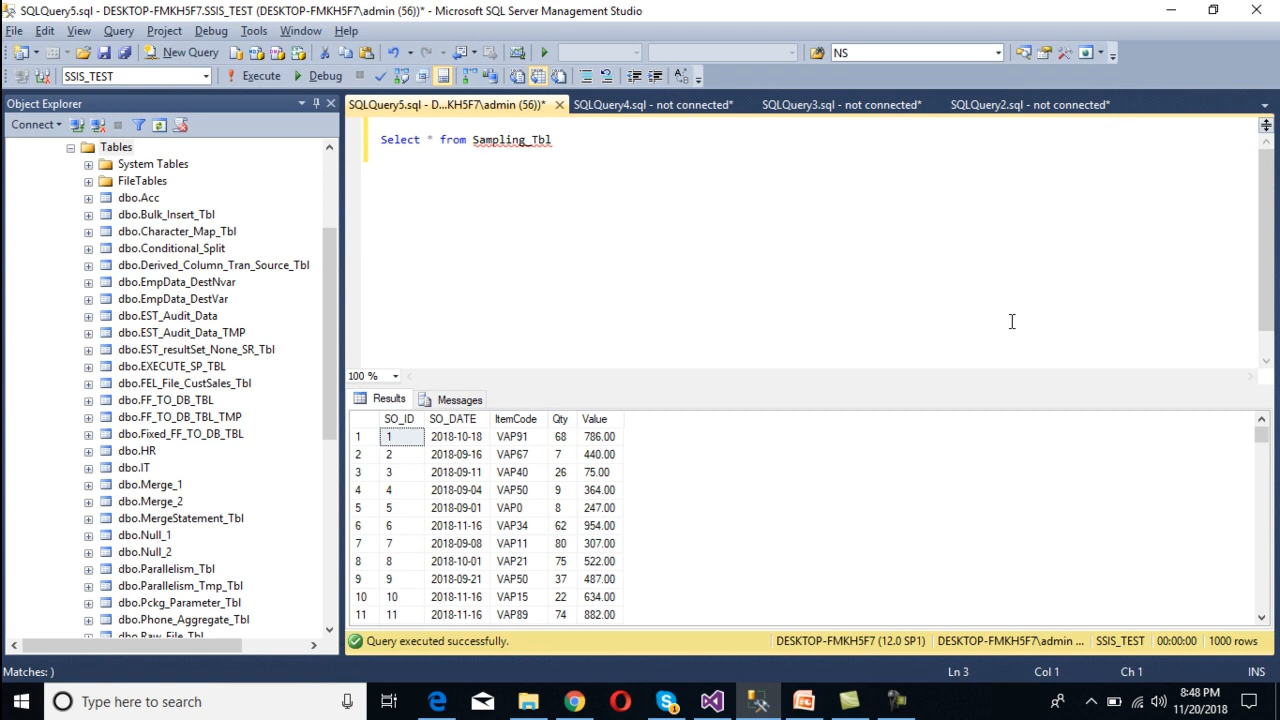 SQLQuery5.sql - DESKTOP-FMKH5F7.SSIS_TEST (DESKTOP-FMKH5F7\admin (56))* - Microsoft SQL Server Management Studio
File Edit View Query Project Debug Tools Window Help
New Query NS
SSIS_TEST Execute Debug
Object Explorer
SQLQuery5.sql - D...KH5F7\admin (56))* SQLQuery4.sql - not connected* SQLQuery3.sql - not connected* SQLQuery2.sql - not connected*
Connect
Tables
System Tables
FileTables
dbo.Acc
dbo.Bulk_Insert_Tbl
dbo.Character_Map_Tbl
dbo.Conditional_Split
dbo.Derived_Column_Tran_Source_Tbl
dbo.EmpData_DestNvar
dbo.EmpData_DestVar
dbo.EST_Audit_Data
dbo.EST_Audit_Data_TMP
dbo.EST_resultSet_None_SR_Tbl
dbo.EXECUTE_SP_TBL
dbo.FEL_File_CustSales_Tbl
dbo.FF_TO_DB_TBL
dbo.FF_TO_DB_TBL_TMP
dbo.Fixed_FF_TO_DB_TBL
dbo.HR
dbo.IT
dbo.Merge_1
dbo.Merge_2
dbo.MergeStatement_Tbl
dbo.Null_1
dbo.Null_2
dbo.Parallelism_Tbl
dbo.Parallelism_Tmp_Tbl
dbo.Pckg_Parameter_Tbl
dbo.Phone_Aggregate_Tbl
dbo.Raw_File_Tbl
Select * from Sampling_Tbl
100 %
Results Messages
SO_ID SO_DATE ItemCode Qty Value
1 1 2018-10-18 VAP91 68 786.00
2 2 2018-09-16 VAP67 7 440.00
3 3 2018-09-11 VAP40 26 75.00
4 4 2018-09-04 VAP50 9 364.00
5 5 2018-09-01 VAP0 8 247.00
6 6 2018-11-16 VAP34 62 954.00
7 7 2018-09-08 VAP11 80 307.00
8 8 2018-10-01 VAP21 75 522.00
9 9 2018-09-21 VAP50 37 487.00
10 10 2018-11-16 VAP15 22 634.00
11 11 2018-11-16 VAP89 74 882.00
Query executed successfully. DESKTOP-FMKH5F7 (12.0 SP1) DESKTOP-FMKH5F7\admin ... SSIS_TEST 00:00:00 1000 rows
Matches: ) Ln 3 Col 1 Ch 1 INS
Type here to search
8:48 PM
11/20/2018